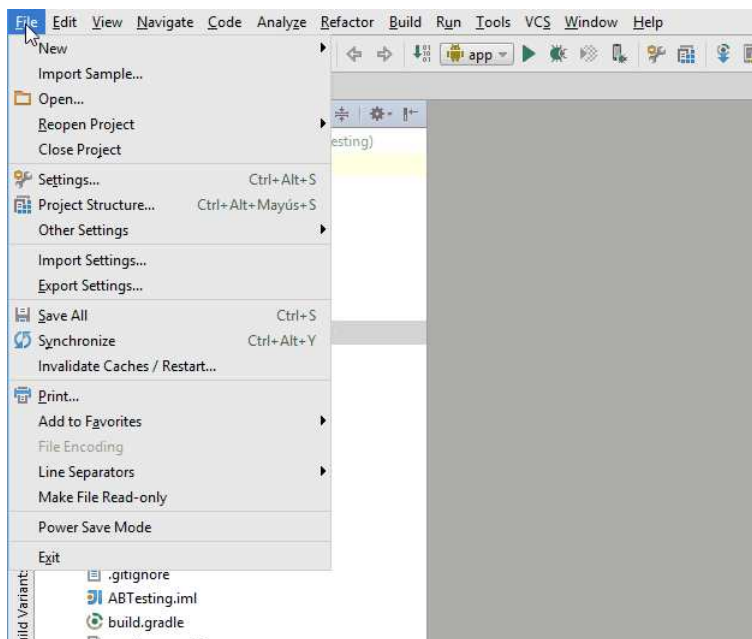 File Edit View Navigate Code Analyze Refactor Build Run Tools VCS Window Help
New
app
Import Sample...
Open...
Reopen Project
esting)
Close Project
Settings... Ctrl+Alt+S
Project Structure... Ctrl+Alt+Mayús+S
Other Settings
Import Settings...
Export Settings...
Save All Ctrl+S
Synchronize Ctrl+Alt+Y
Invalidate Caches / Restart...
Print...
Add to Favorites
File Encoding
Line Separators
Make File Read-only
Power Save Mode
Exit
.gitignore
ABTesting.iml
build.gradle
ild Variants